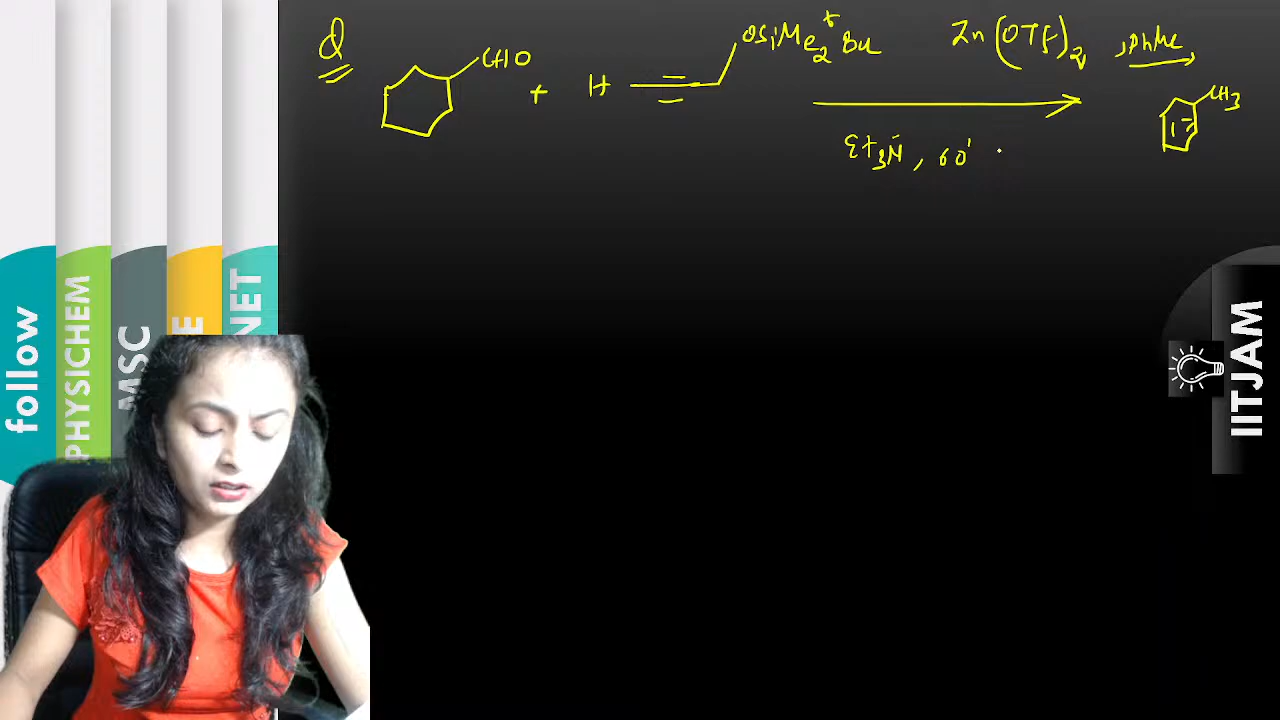 Q
CHO + H OSiMe2tBu Zn(OTf)2, PhMe,
CH3
Et3N, 60°
follow
PHYSICHEM
MSC
E
NET
IITJAM